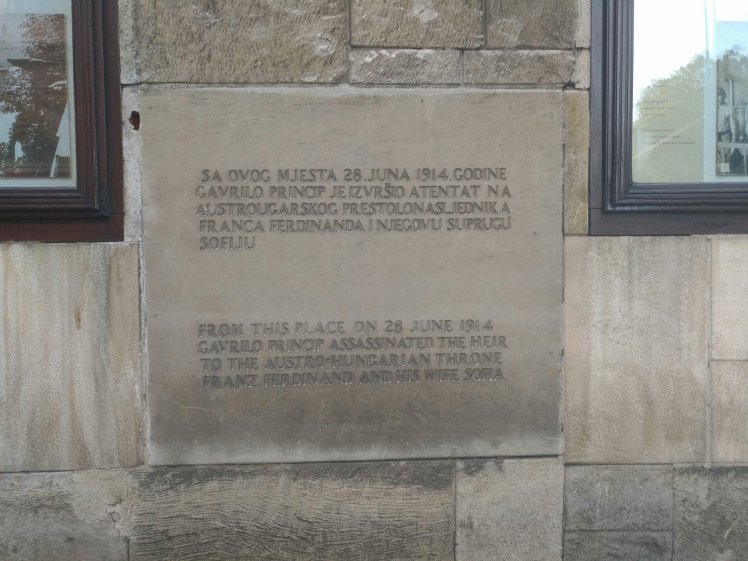 SA OVOG MJESTA 28.JUNA 1914.GODINE
GAVRILO PRINCIP JE IZVRŠIO ATENTAT NA
AUSTROUGARSKOG PRESTOLONASLJEDNIKA
FRANCA FERDINANDA I NJEGOVU SUPRUGU
SOFIJU
FROM THIS PLACE ON 28 JUNE 1914
GAVRILO PRINCIP ASSASSINATED THE HEIR
TO THE AUSTRO-HUNGARIAN THRONE
FRANZ FERDINAND AND HIS WIFE SOFIA